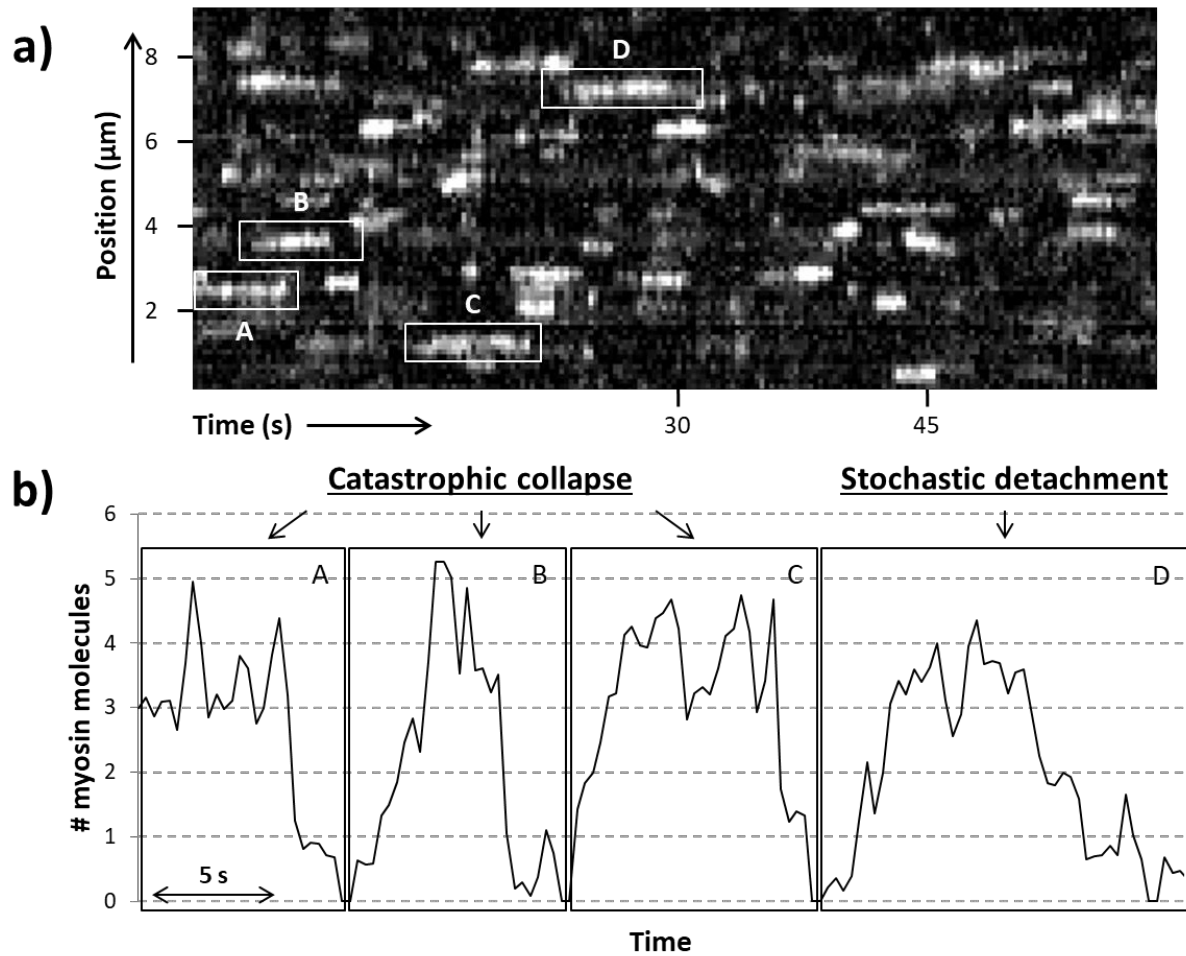 a)
Position (µm)
8
6
4
2
D
B
A
C
Time (s)
30
45
b)
Catastrophic collapse
Stochastic detachment
# myosin molecules
6
5
4
3
2
1
0
A
B
C
D
5 s
Time